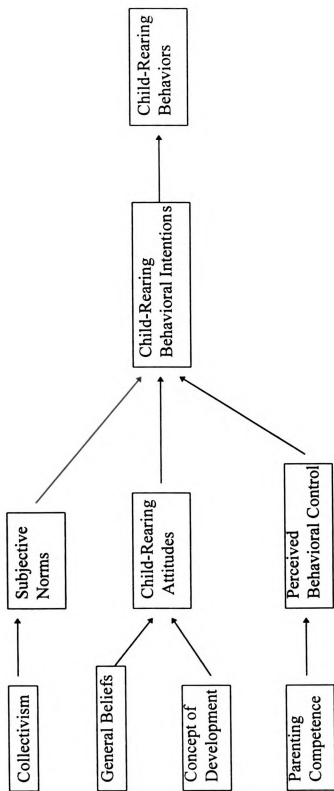 Collectivism
General Beliefs
Concept of
Development
Parenting
Competence
Subjective
Norms
Child-Rearing
Attitudes
Perceived
Behavioral Control
Child-Rearing
Behavioral Intentions
Child-Rearing
Behaviors